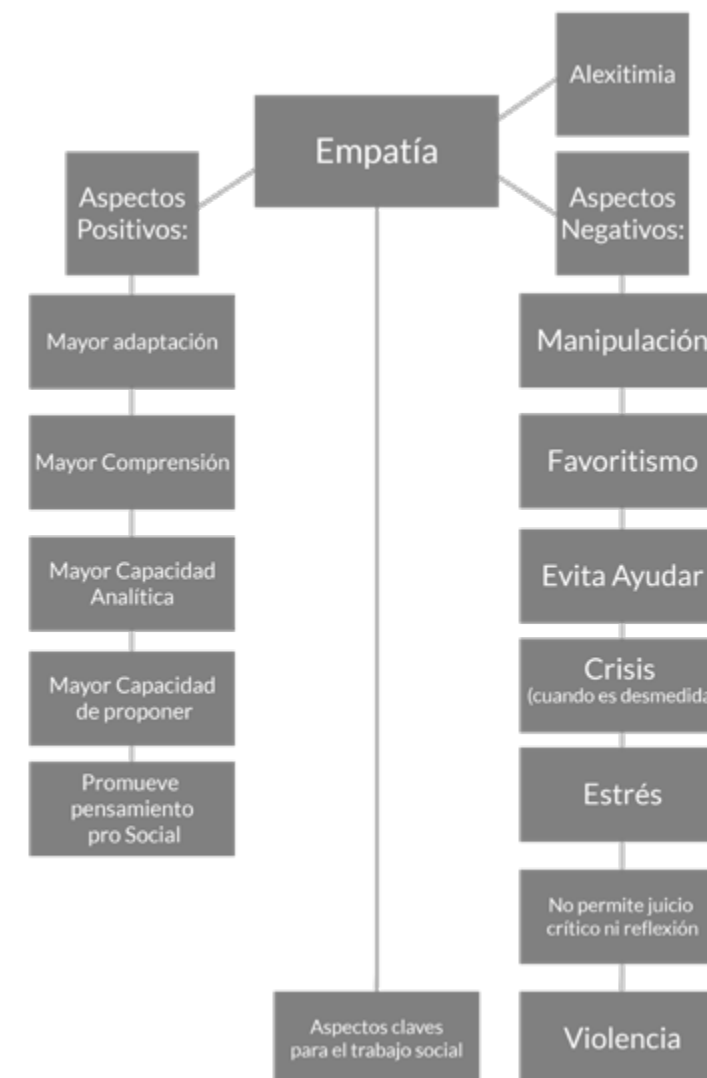 Alexitimia
Empatía
Aspectos
Positivos:
Aspectos
Negativos:
Mayor adaptación
Mayor Comprensión
Mayor Capacidad
Analítica
Mayor Capacidad
de proponer
Promueve
pensamiento
pro Social
Manipulación
Favoritismo
Evita Ayudar
Crisis
(cuando es desmedida
Estrés
No permite juicio
crítico ni reflexión
Violencia
Aspectos claves
para el trabajo social